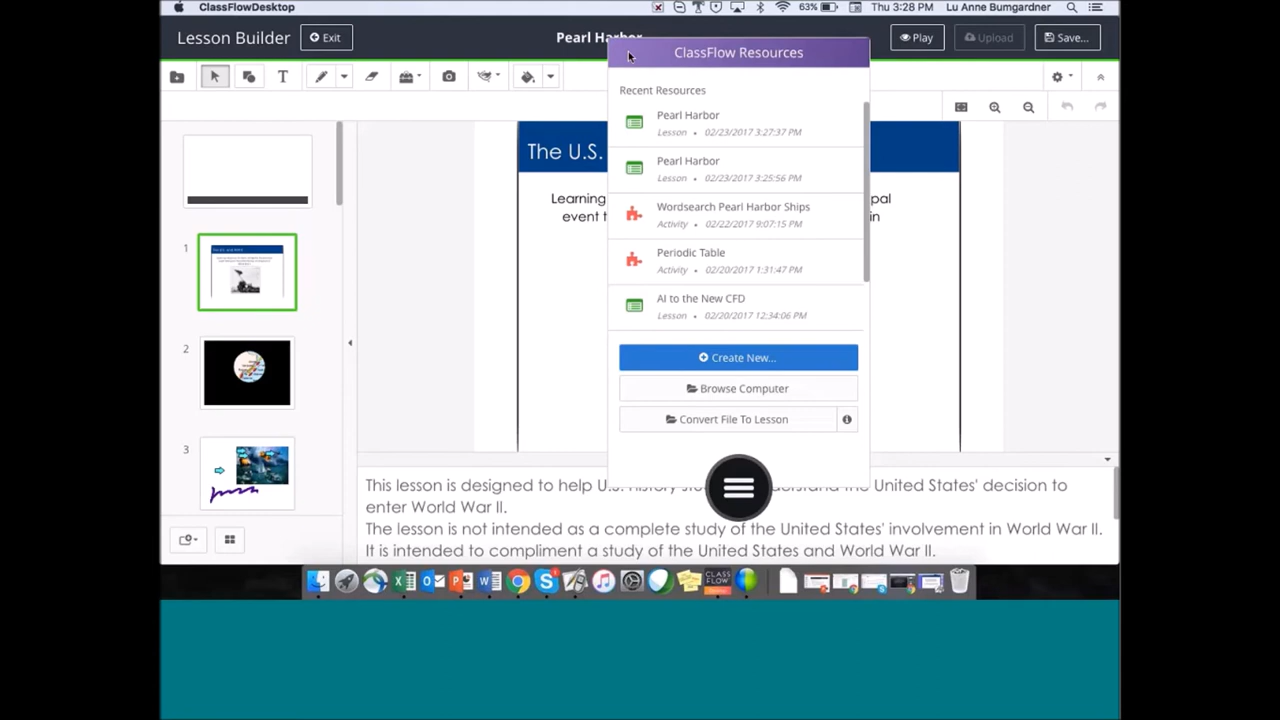 ClassFlowDesktop
63%
Thu 3:28 PM
Lu Anne Bumgardner
Lesson Builder
Exit
Pearl Harbor
Play
Upload
Save...
T
ClassFlow Resources
Recent Resources
Pearl Harbor
Lesson • 02/23/2017 3:27:37 PM
Pearl Harbor
Lesson • 02/23/2017 3:25:56 PM
Wordsearch Pearl Harbor Ships
Activity • 02/22/2017 9:07:15 PM
Periodic Table
Activity • 02/20/2017 1:31:47 PM
AI to the New CFD
Lesson • 02/20/2017 12:34:06 PM
Create New...
Browse Computer
Convert File To Lesson
1
2
3
The U.S.
Learning
pal
event t
in
This lesson is designed to help U.S. History the United States' decision to
enter World War II.
The lesson is not intended as a complete study of the United States' involvement in World War II.
It is intended to compliment a study of the United States and World War II.
CLASS
FLOW